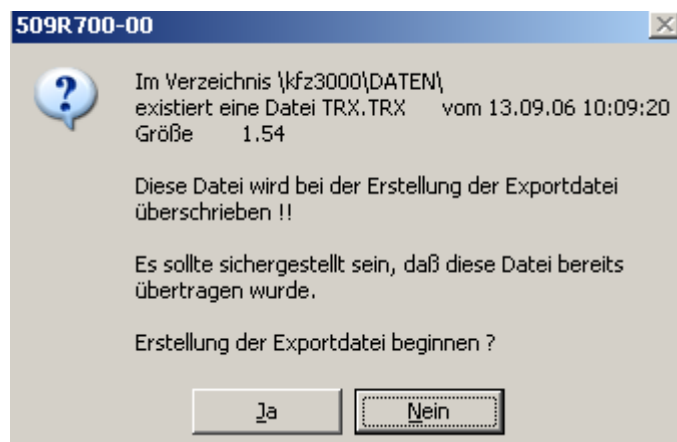 509R700-00
Im Verzeichnis \kfz3000\DATEN\
existiert eine Datei TRX.TRX vom 13.09.06 10:09:20
Größe 1.54
Diese Datei wird bei der Erstellung der Exportdatei
überschrieben !!
Es sollte sichergestellt sein, daß diese Datei bereits
übertragen wurde.
Erstellung der Exportdatei beginnen ?
Ja
Nein